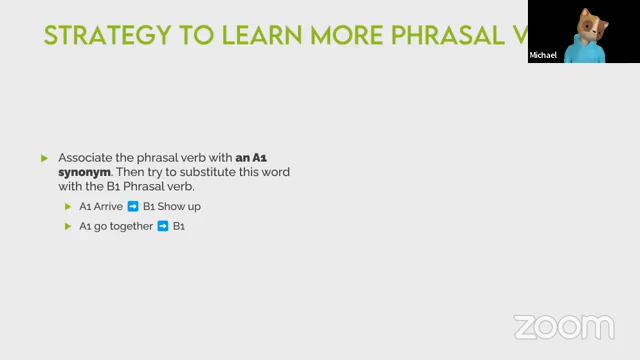 STRATEGY TO LEARN MORE PHRASAL
Michael
Associate the phrasal verb with an A1
synonym. Then try to substitute this word
with the B1 Phrasal verb.
A1 Arrive ➡ B1 Show up
A1 go together ➡ B1
zoom